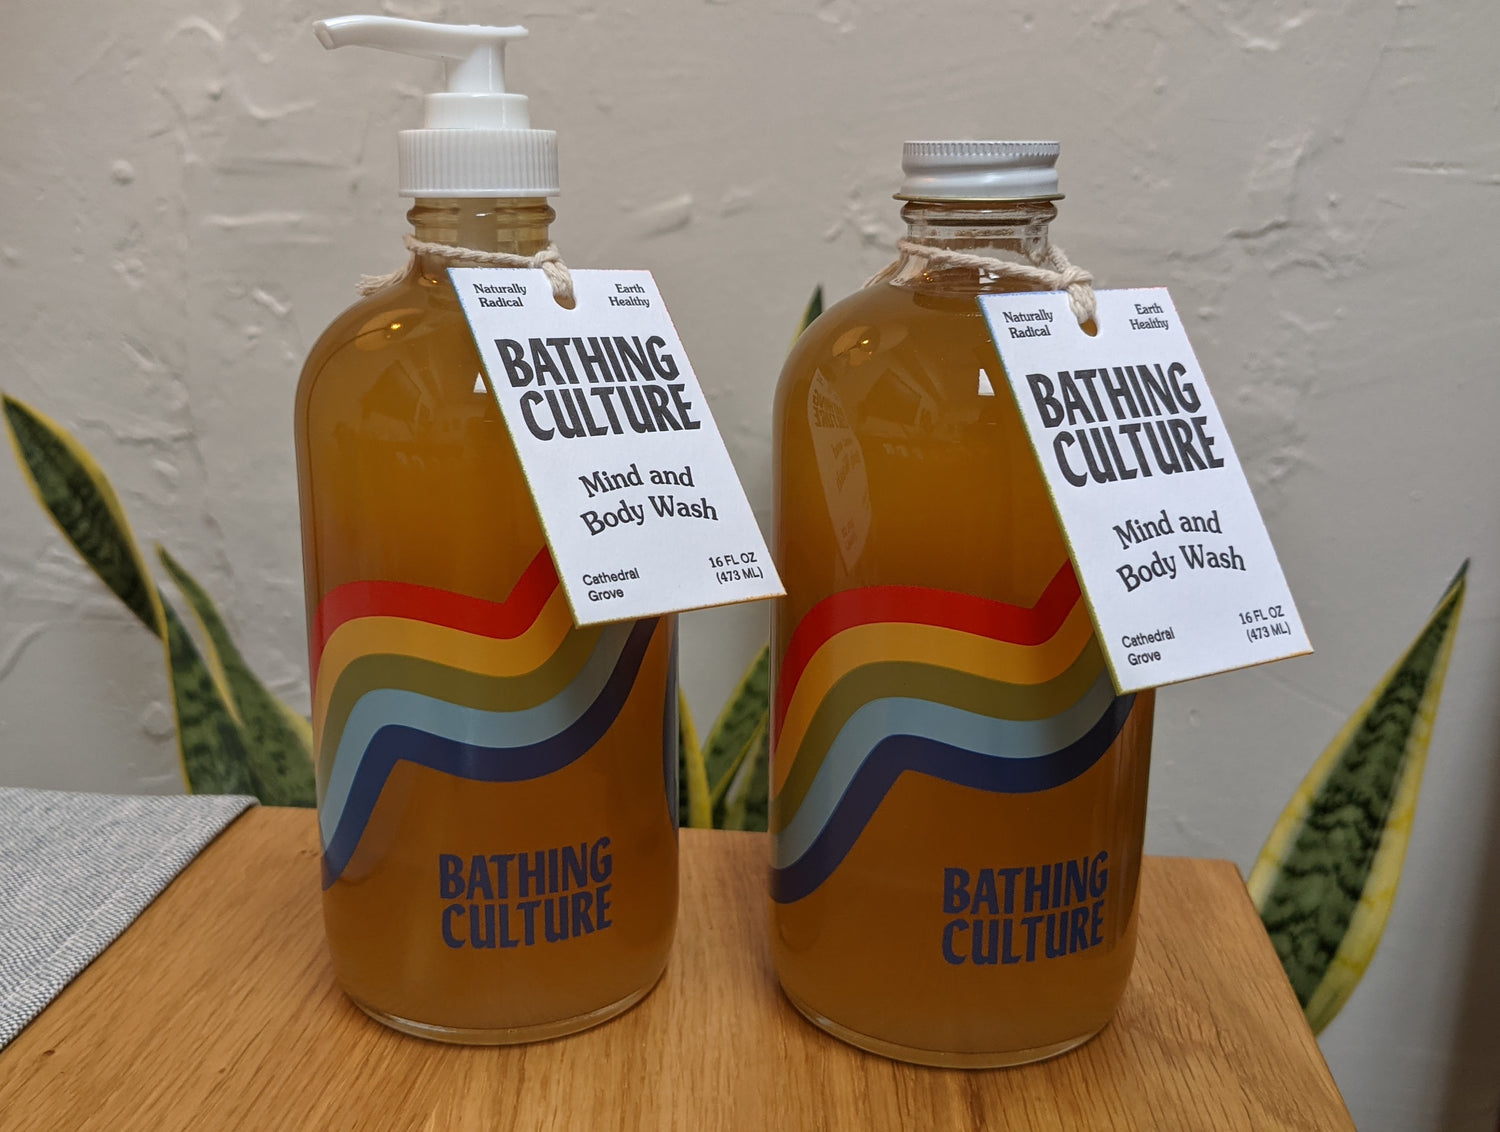 Naturally
Radical
Earth
Healthy
BATHING
CULTURE
Mind and
Body Wash
Cathedral
Grove
16 FL OZ
(473 ML)
BATHING
CULTURE
Naturally
Radical
Earth
Healthy
BATHING
CULTURE
Mind and
Body Wash
Cathedral
Grove
16 FL OZ
(473 ML)
BATHING
CULTURE